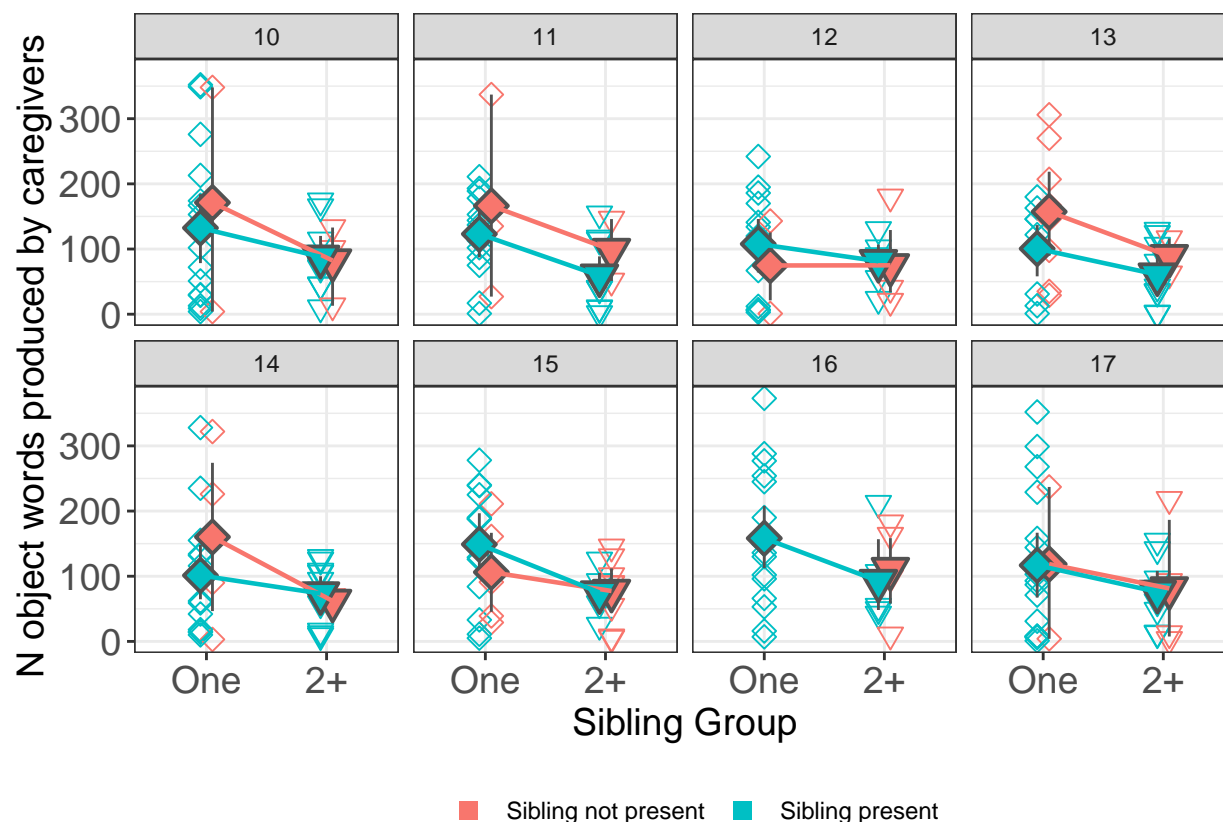 N object words produced by caregivers
10 11 12 13
300
200
100
0
14 15 16 17
300
200
100
0
One 2+ One 2+ One 2+ One 2+
Sibling Group
Sibling not present Sibling present